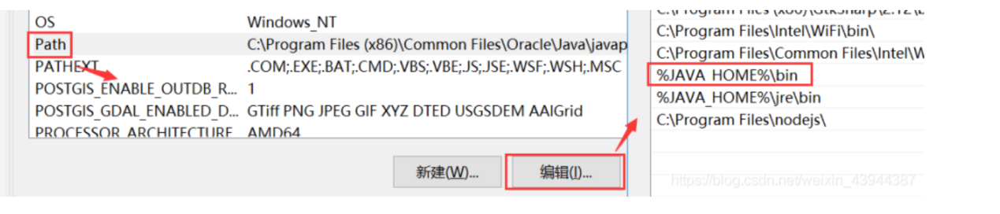 OS Windows_NT
Path C:\Program Files (x86)\Common Files\Oracle\Java\javap
PATHEXT .COM;.EXE;.BAT;.CMD;.VBS;.VBE;.JS;.JSE;.WSF;.WSH;.MSC
POSTGIS_ENABLE_OUTDB_R... 1
POSTGIS_GDAL_ENABLED_D... GTiff PNG JPEG GIF XYZ DTED USGSDEM AAIGrid
PROCESSOR_ARCHITECTURE AMD64
新建(W)...
编辑(I)...
C:\Program Files (x86)\GtkSharp\2.12\
C:\Program Files\Intel\WiFi\bin\
C:\Program Files\Common Files\Intel\W
%JAVA_HOME%\bin
%JAVA_HOME%\jre\bin
C:\Program Files\nodejs\
https://blog.csdn.net/weixin_43944387